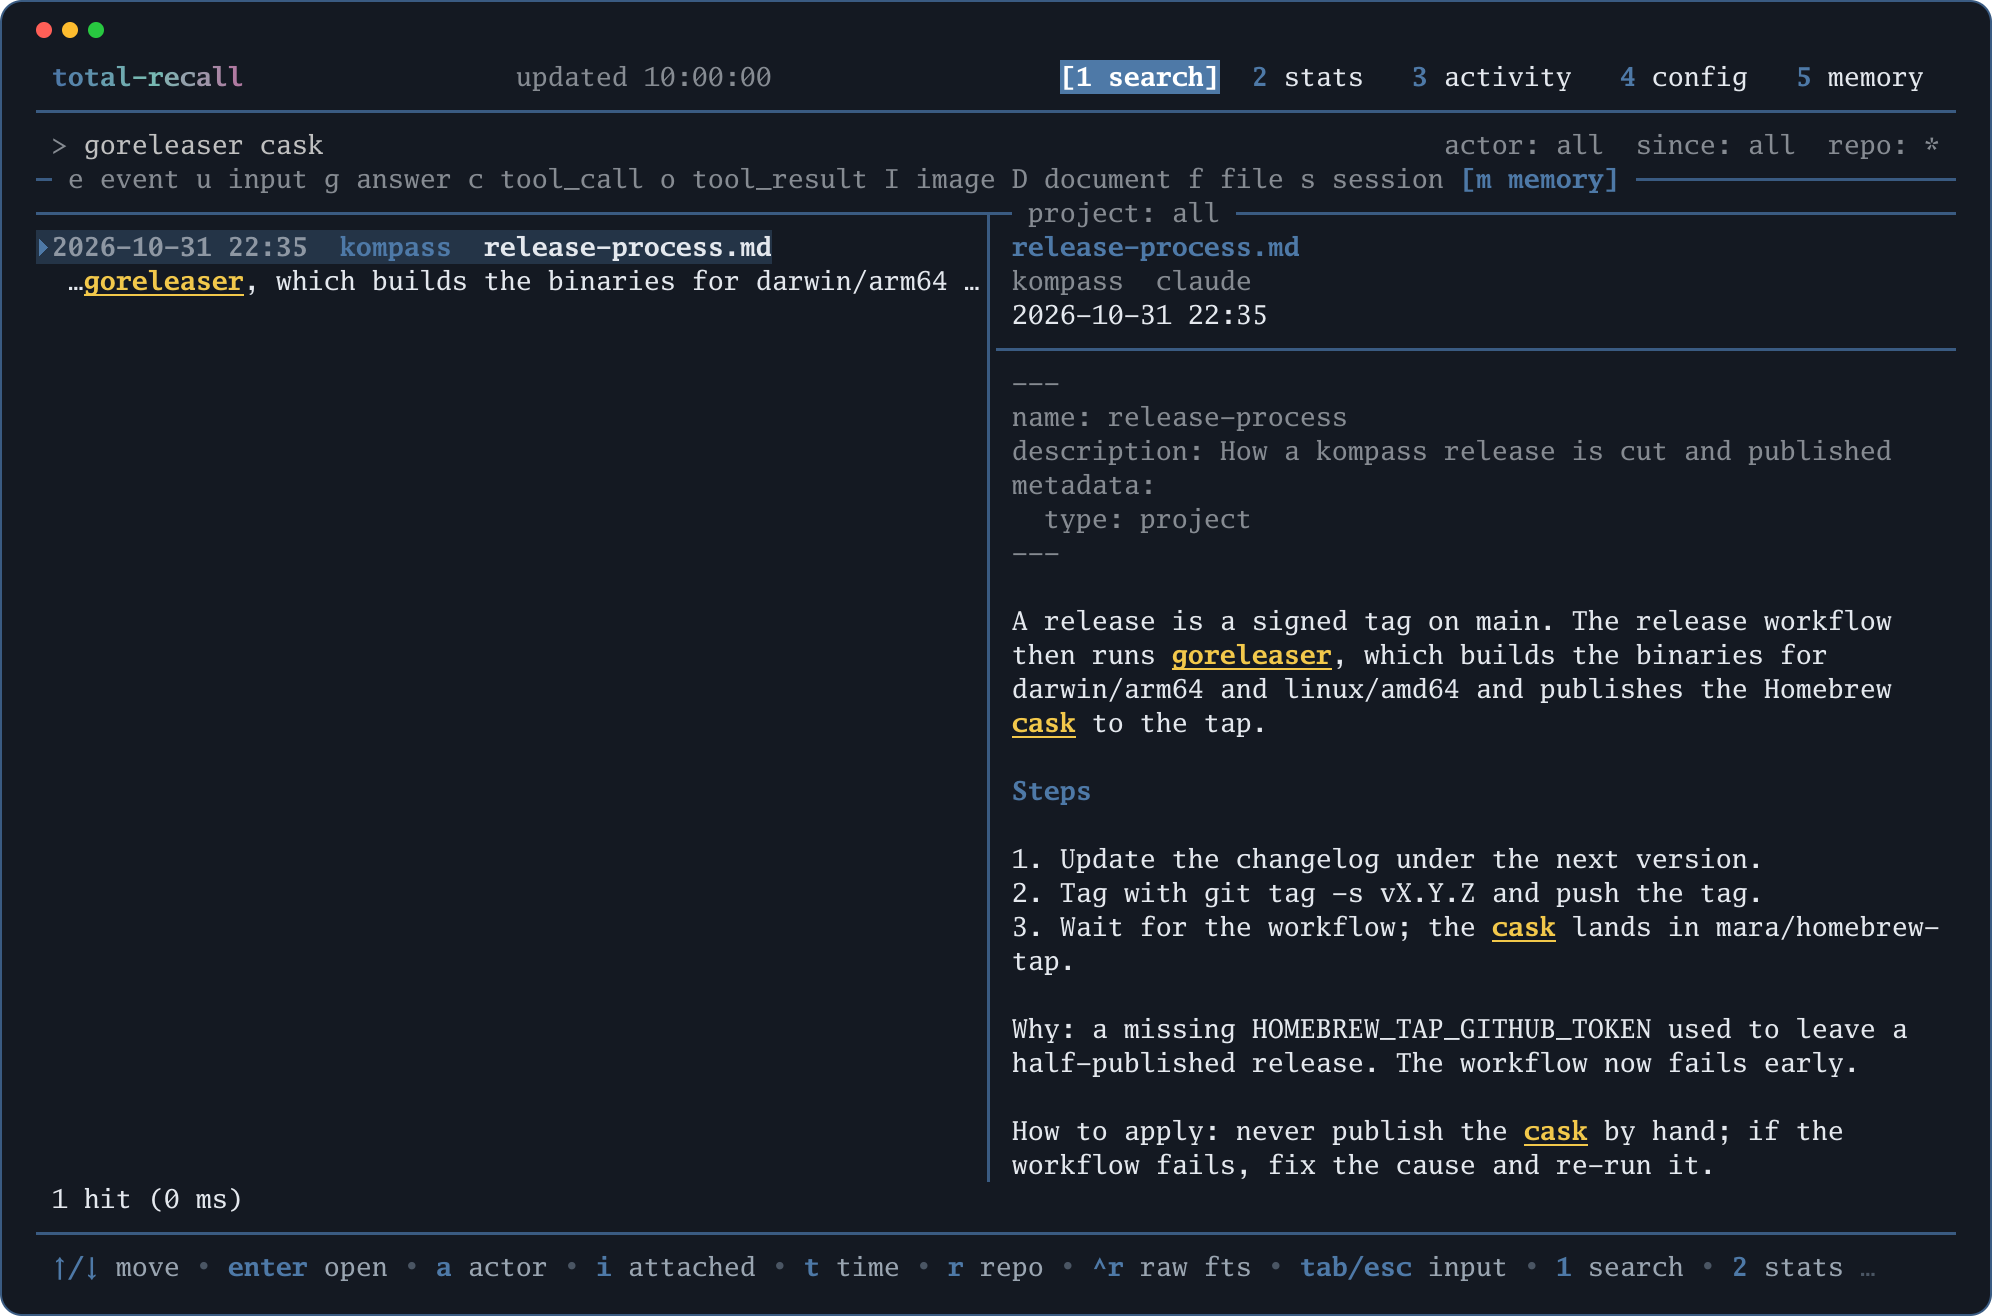 total-recall updated 10:00:00 [1 search] 2 stats 3 activity 4 config 5 memory
> goreleaser cask actor: all since: all repo: *
e event u input g answer c tool_call o tool_result I image D document f file s session [m memory]
project: all
▸2026-10-31 22:35 kompass release-process.md
…goreleaser, which builds the binaries for darwin/arm64 …
release-process.md
kompass claude
2026-10-31 22:35
---
name: release-process
description: How a kompass release is cut and published
metadata:
type: project
---
A release is a signed tag on main. The release workflow
then runs goreleaser, which builds the binaries for
darwin/arm64 and linux/amd64 and publishes the Homebrew
cask to the tap.
Steps
1. Update the changelog under the next version.
2. Tag with git tag -s vX.Y.Z and push the tag.
3. Wait for the workflow; the cask lands in mara/homebrew-
tap.
Why: a missing HOMEBREW_TAP_GITHUB_TOKEN used to leave a
half-published release. The workflow now fails early.
How to apply: never publish the cask by hand; if the
workflow fails, fix the cause and re-run it.
1 hit (0 ms)
↑/↓ move • enter open • a actor • i attached • t time • r repo • ^r raw fts • tab/esc input • 1 search • 2 stats …